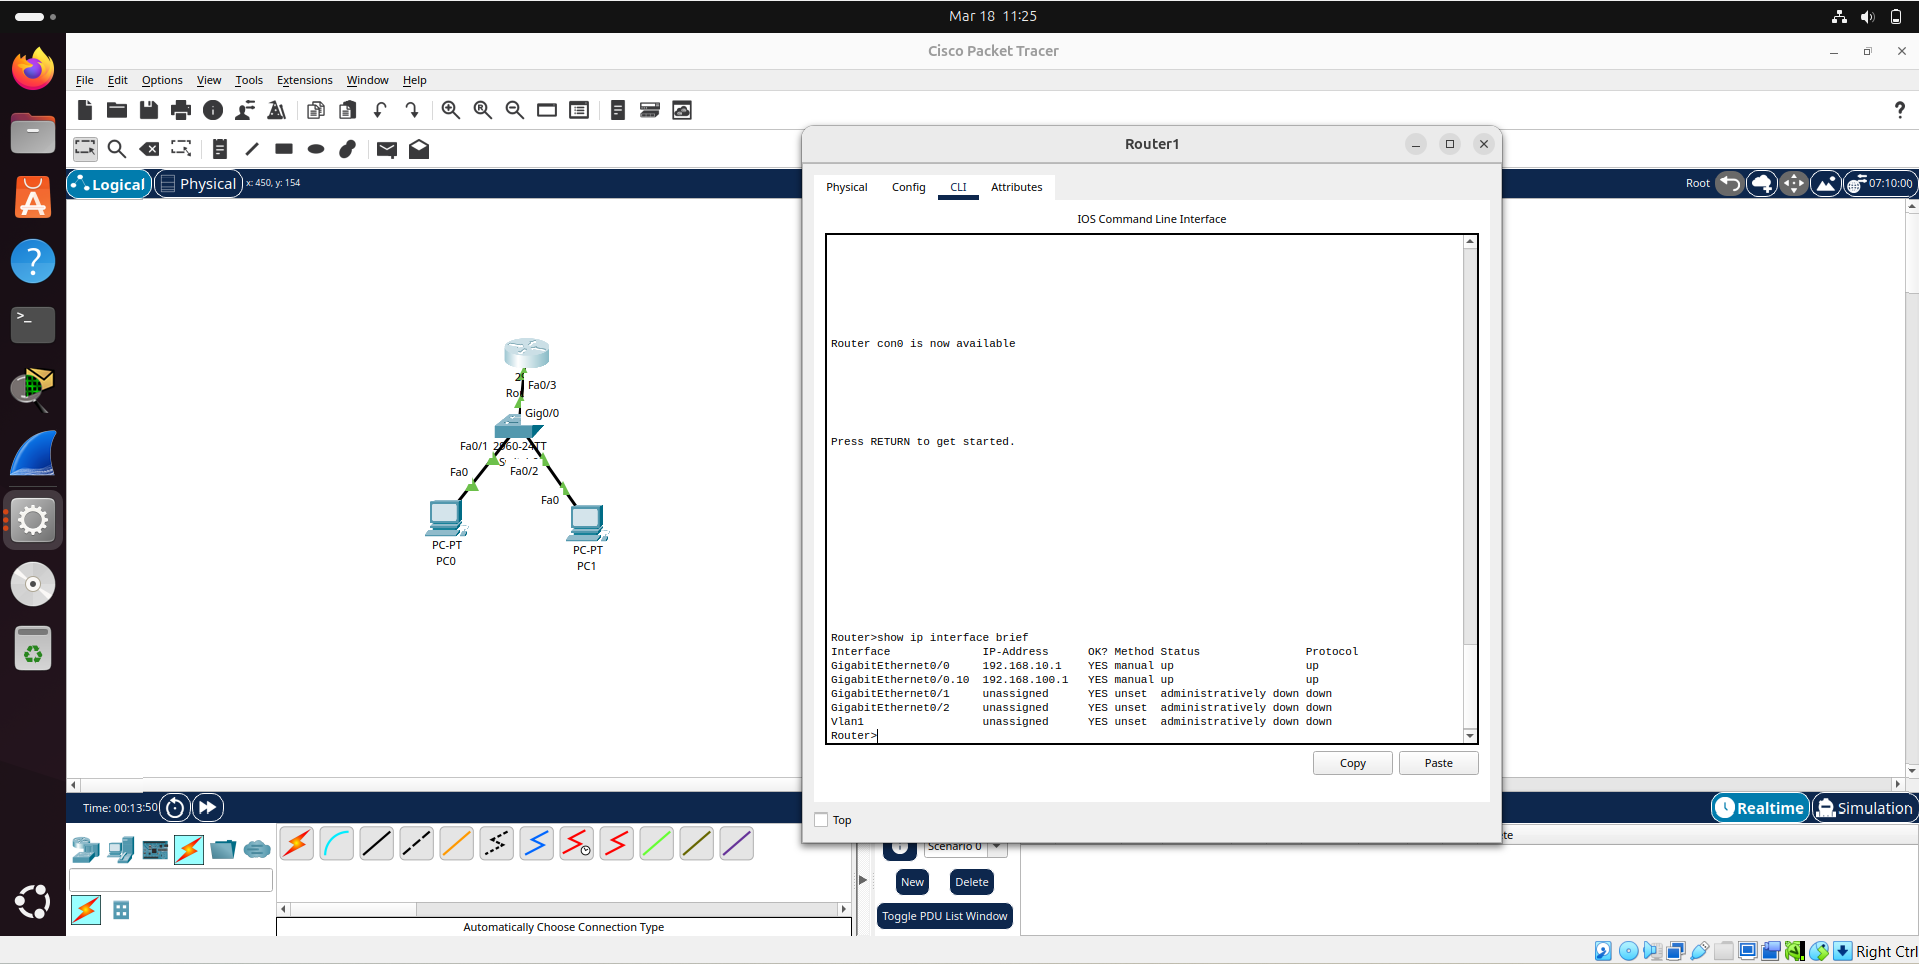 Mar 18 11:25
Cisco Packet Tracer
File Edit Options View Tools Extensions Window Help
Router1
Logical Physical x: 450, y: 154
Root 07:10:00
Physical Config CLI Attributes
IOS Command Line Interface
Router con0 is now available
Press RETURN to get started.
Router>show ip interface brief
Interface IP-Address OK? Method Status Protocol
GigabitEthernet0/0 192.168.10.1 YES manual up up
GigabitEthernet0/0.10 192.168.100.1 YES manual up up
GigabitEthernet0/1 unassigned YES unset administratively down down
GigabitEthernet0/2 unassigned YES unset administratively down down
Vlan1 unassigned YES unset administratively down down
Router>
Copy Paste
Top
Fa0/3
Gig0/0
Fa0/1 2960-24TT
Fa0 Fa0/2
Fa0
PC-PT
PC0
PC-PT
PC1
Time: 00:13:50
Realtime Simulation
Scenario 0
New Delete
Toggle PDU List Window
Automatically Choose Connection Type
Right Ctrl